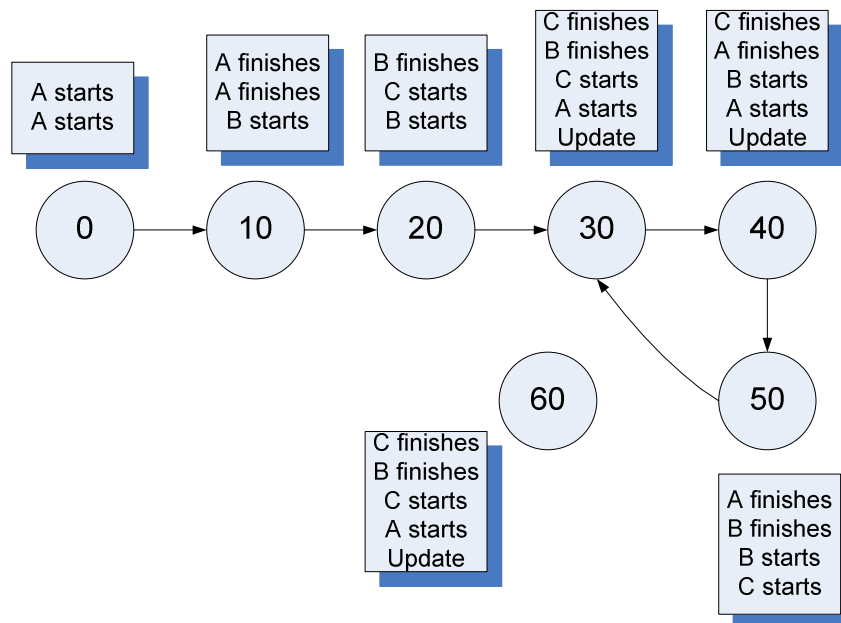 A starts
A starts
0
A finishes
A finishes
B starts
10
B finishes
C starts
B starts
20
C finishes
B finishes
C starts
A starts
Update
30
C finishes
A finishes
B starts
A starts
Update
40
50
A finishes
B finishes
B starts
C starts
60
C finishes
B finishes
C starts
A starts
Update